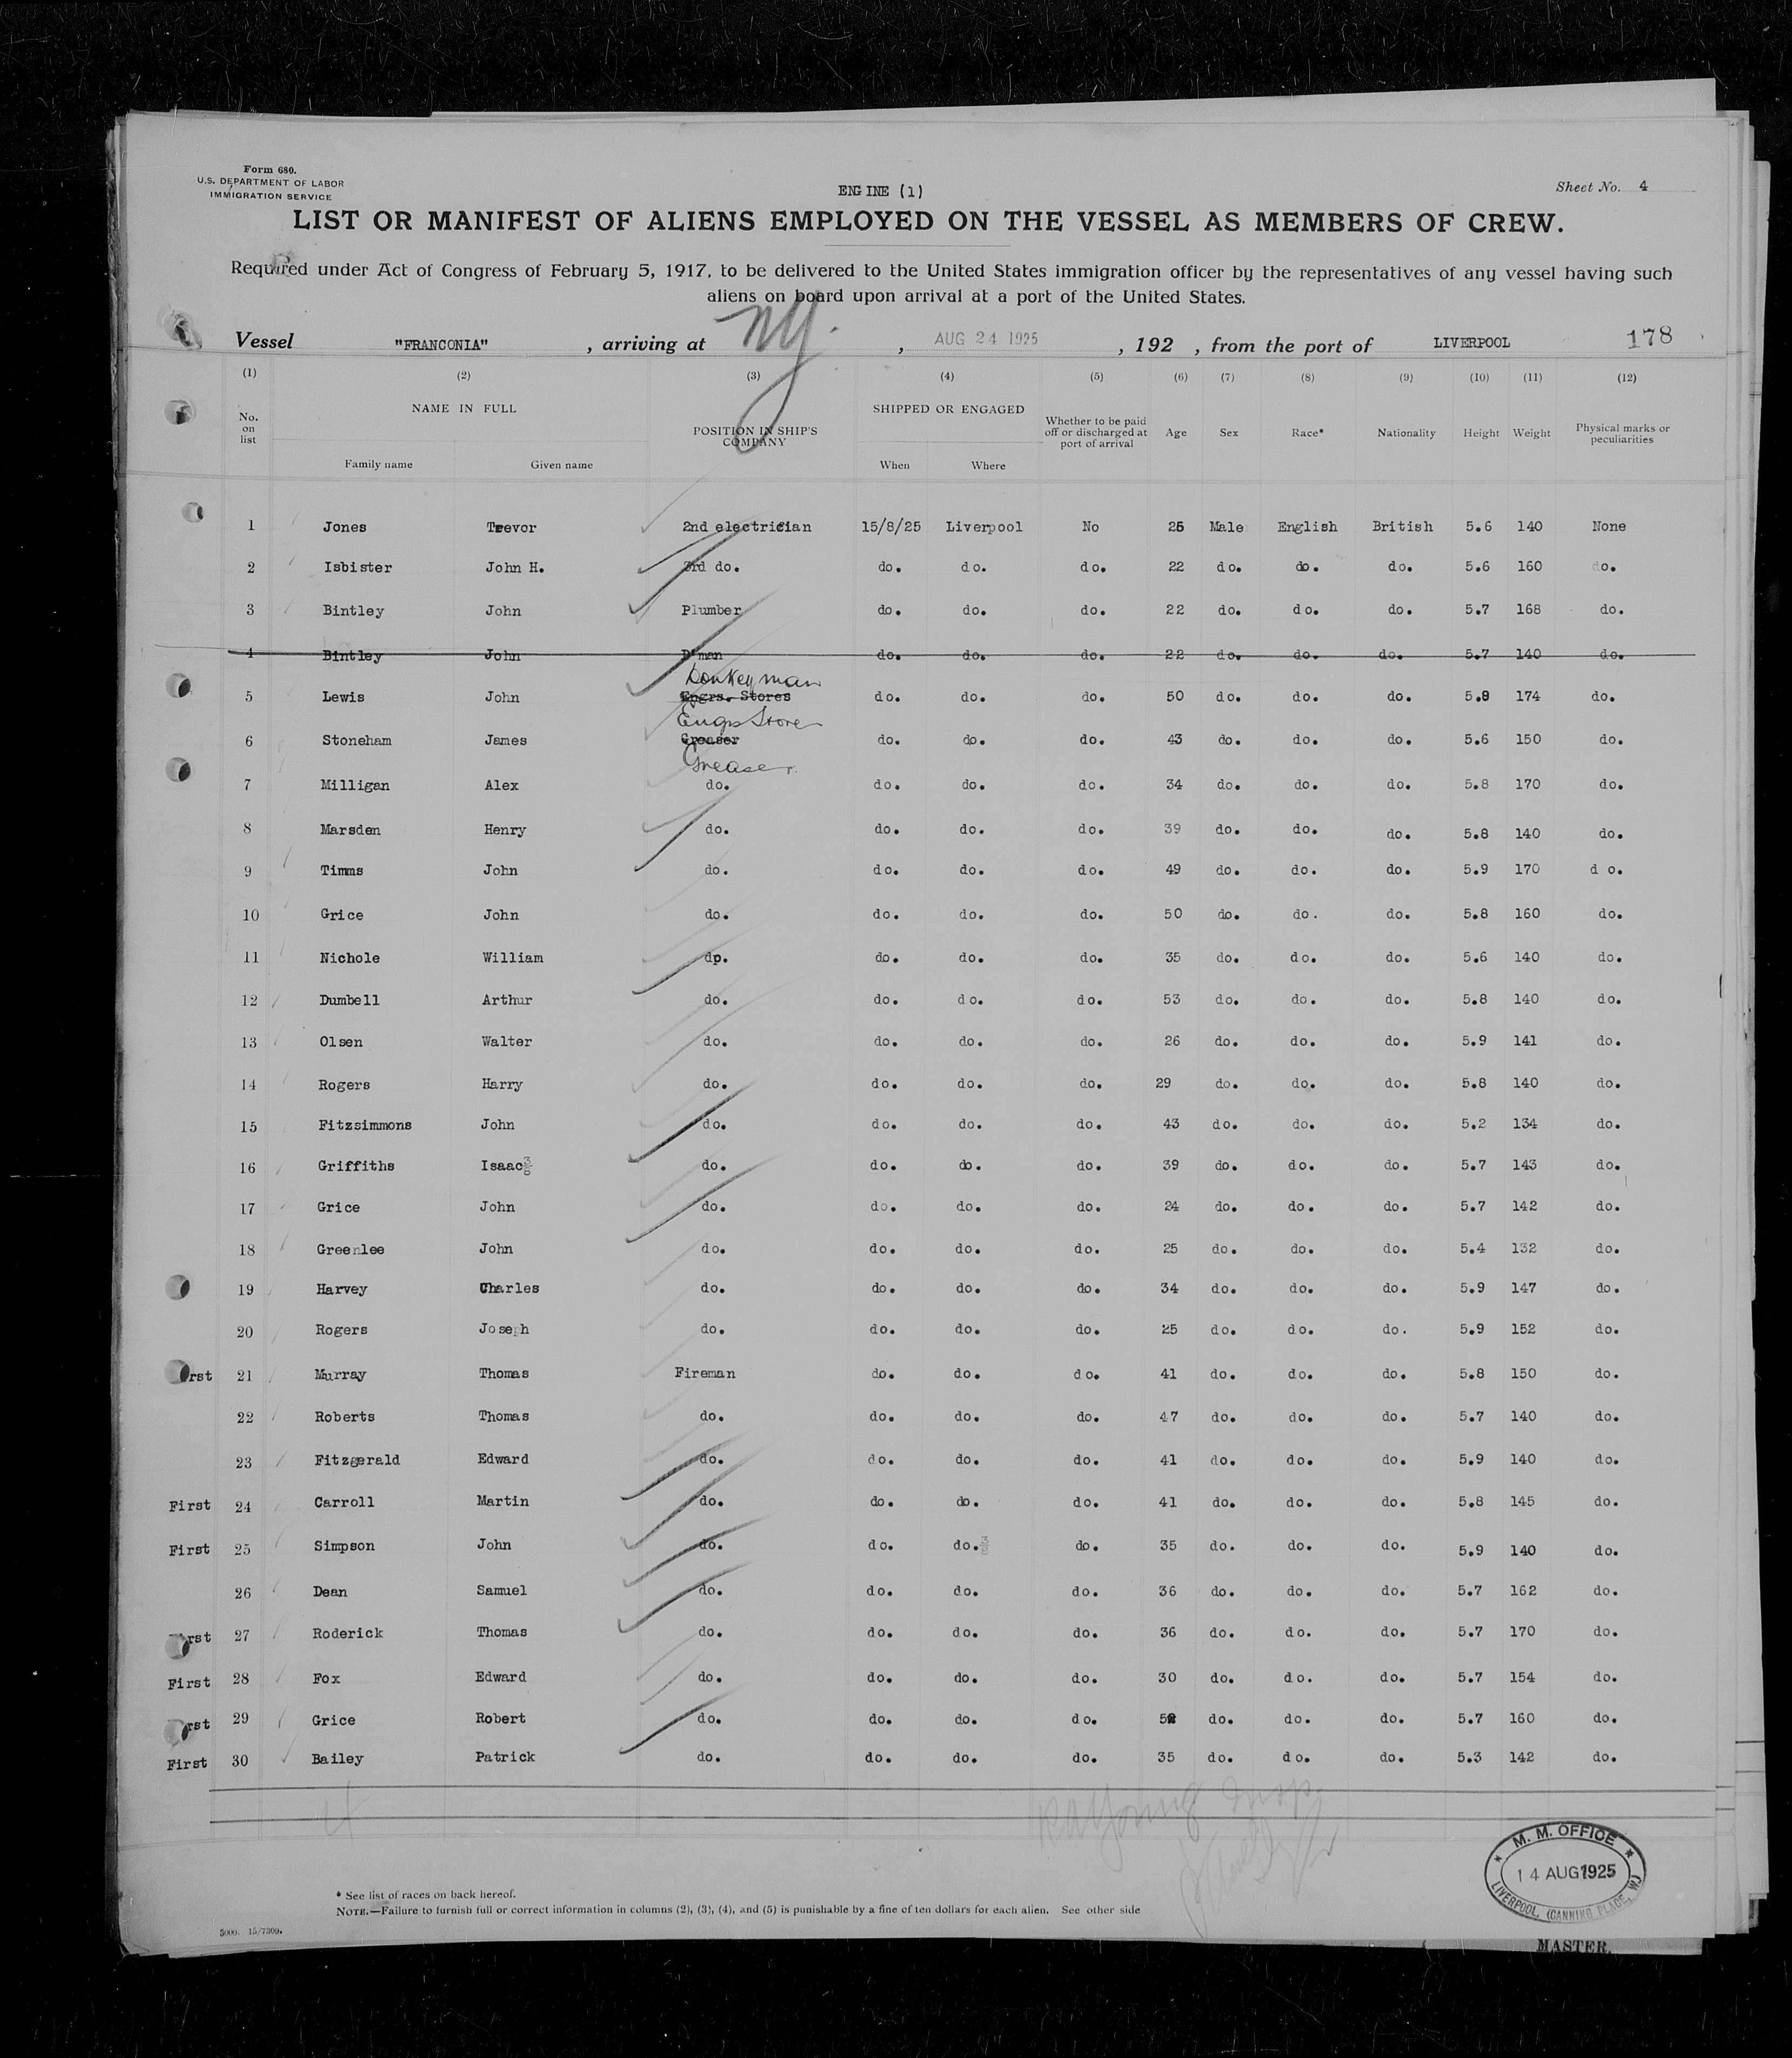 Form 680.
U.S. DEPARTMENT OF LABOR
IMMIGRATION SERVICE
ENGINE (1)
Sheet No. 4
LIST OR MANIFEST OF ALIENS EMPLOYED ON THE VESSEL AS MEMBERS OF CREW.
Required under Act of Congress of February 5, 1917, to be delivered to the United States immigration officer by the representatives of any vessel having such
aliens on board upon arrival at a port of the United States.
Vessel "FRANCONIA" , arriving at NY. , AUG 24 1925 , 192 , from the port of LIVERPOOL 178
(1) (2) (3) (4) (5) (6) (7) (8) (9) (10) (11) (12)
No. on list NAME IN FULL POSITION IN SHIP'S COMPANY SHIPPED OR ENGAGED Whether to be paid off or discharged at port of arrival Age Sex Race* Nationality Height Weight Physical marks or peculiarities
Family name Given name When Where
1 Jones Trevor 2nd electrician 15/8/25 Liverpool No 25 Male English British 5.6 140 None
2 Isbister John H. 3rd do. do. do. do. 22 do. do. do. 5.6 160 do.
3 Bintley John Plumber do. do. do. 22 do. do. do. 5.7 168 do.
4 Bintley John D'man do. do. do. 22 do. do. do. 5.7 140 do.
Donkeyman
5 Lewis John Engrs. Stores do. do. do. 50 do. do. do. 5.8 174 do.
Engrs Store
6 Stoneham James Greaser do. do. do. 43 do. do. do. 5.6 150 do.
Greaser.
7 Milligan Alex do. do. do. do. 34 do. do. do. 5.8 170 do.
8 Marsden Henry do. do. do. do. 39 do. do. do. 5.8 140 do.
9 Timms John do. do. do. do. 49 do. do. do. 5.9 170 d o.
10 Grice John do. do. do. do. 50 do. do. do. 5.8 160 do.
11 Nichole William dp. do. do. do. 35 do. do. do. 5.6 140 do.
12 Dumbell Arthur do. do. do. do. 53 do. do. do. 5.8 140 do.
13 Olsen Walter do. do. do. do. 26 do. do. do. 5.9 141 do.
14 Rogers Harry do. do. do. do. 29 do. do. do. 5.8 140 do.
15 Fitzsimmons John do. do. do. do. 43 do. do. do. 5.2 134 do.
16 Griffiths Isaac do. do. do. do. 39 do. do. do. 5.7 143 do.
17 Grice John do. do. do. do. 24 do. do. do. 5.7 142 do.
18 Greenlee John do. do. do. do. 25 do. do. do. 5.4 132 do.
19 Harvey Charles do. do. do. do. 34 do. do. do. 5.9 147 do.
20 Rogers Joseph do. do. do. do. 25 do. do. do. 5.9 152 do.
rst 21 Murray Thomas Fireman do. do. do. 41 do. do. do. 5.8 150 do.
22 Roberts Thomas do. do. do. do. 47 do. do. do. 5.7 140 do.
23 Fitzgerald Edward do. do. do. do. 41 do. do. do. 5.9 140 do.
First 24 Carroll Martin do. do. do. do. 41 do. do. do. 5.8 145 do.
First 25 Simpson John do. do. do. do. 35 do. do. do. 5.9 140 do.
26 Dean Samuel do. do. do. do. 36 do. do. do. 5.7 162 do.
rst 27 Roderick Thomas do. do. do. do. 36 do. do. do. 5.7 170 do.
First 28 Fox Edward do. do. do. do. 30 do. do. do. 5.7 154 do.
rst 29 Grice Robert do. do. do. do. do. do. do. 5.7 160 do.
First 30 Bailey Patrick do. do. do. do. 35 do. do. do. 5.3 142 do.
M. M. OFFICE
14 AUG 1925
LIVERPOOL, (CANNING PLACE, W)
* See list of races on back hereof.
NOTE.—Failure to furnish full or correct information in columns (2), (3), (4), and (5) is punishable by a fine of ten dollars for each alien. See other side
5000. 15/7309.
MASTER.